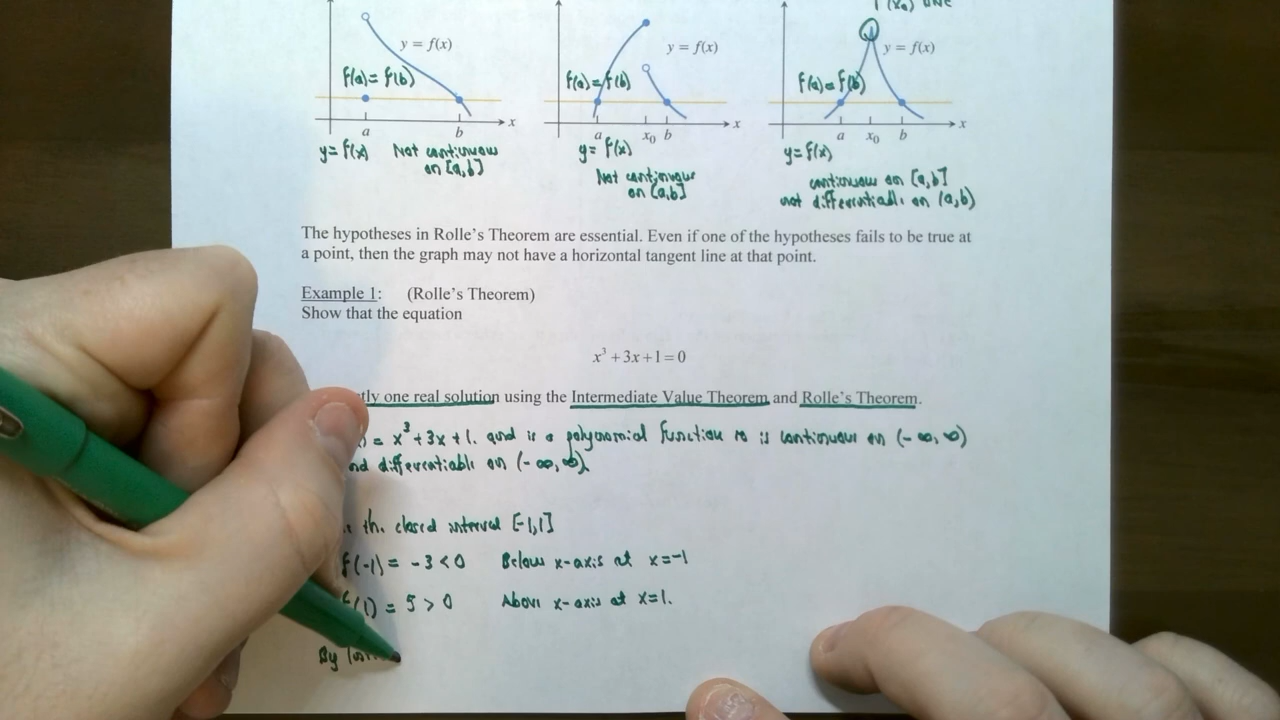 y = f(x) y = f(x) y = f(x)
f(a) = f(b) f(a) = f(b) f(a) = f(b)
a b x a x₀ b x a x₀ b x
y = f(x) Not continuous y = f(x) y = f(x)
on [a,b] Not continuous continuous on [a,b]
on [a,b] not differentiable on (a,b)
The hypotheses in Rolle's Theorem are essential. Even if one of the hypotheses fails to be true at
a point, then the graph may not have a horizontal tangent line at that point.
Example 1: (Rolle's Theorem)
Show that the equation
x³ + 3x + 1 = 0
tly one real solution using the Intermediate Value Theorem and Rolle's Theorem.
) = x³ + 3x + 1. and is a polynomial function so is continuous on (-∞, ∞)
nd differentiable on (-∞, ∞).
the closed interval [-1,1]
f(-1) = -3 < 0 Below x-axis at x=-1
(1) = 5 > 0 Above x-axis at x=1.
By